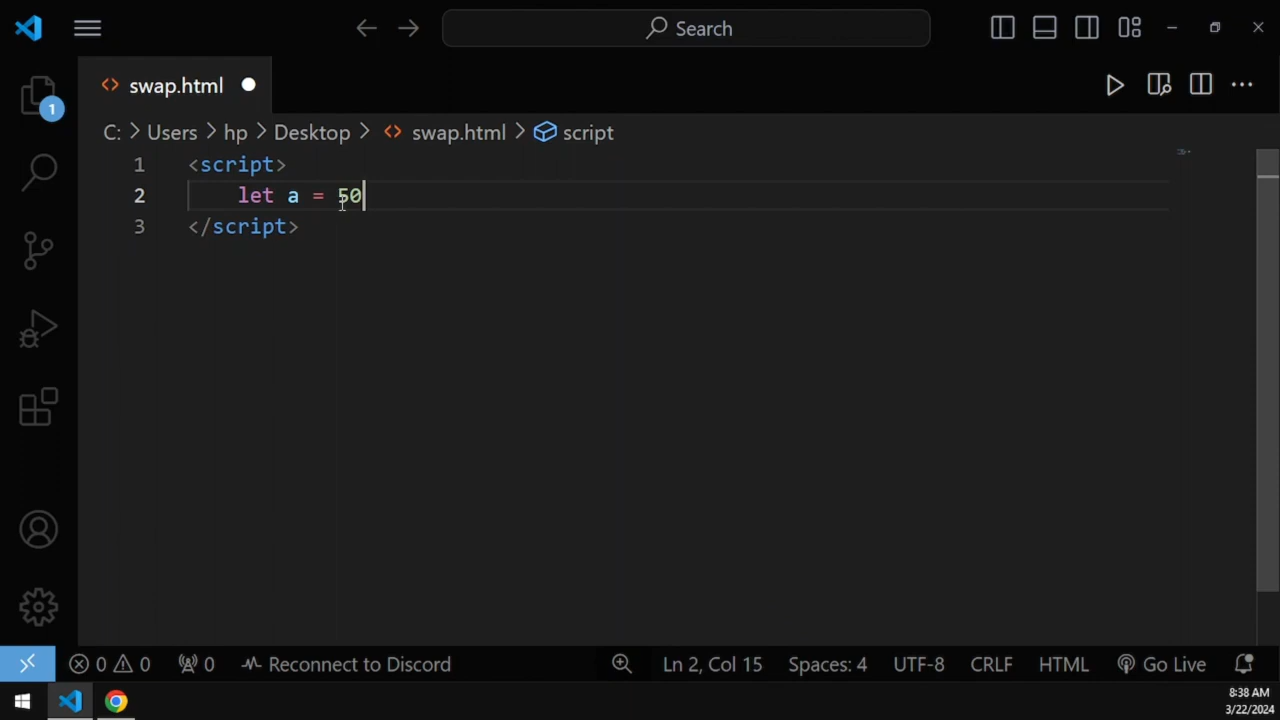 Search
swap.html
1
C: > Users > hp > Desktop > swap.html > script
1 <script>
2 let a = 50
3 </script>
0 0 0 Reconnect to Discord Ln 2, Col 15 Spaces: 4 UTF-8 CRLF HTML Go Live
8:38 AM
3/22/2024